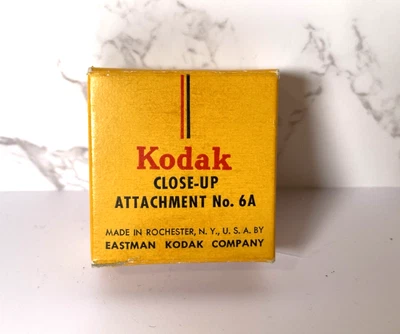 Kodak
CLOSE-UP
ATTACHMENT No. 6A
MADE IN ROCHESTER, N. Y., U. S. A. BY
EASTMAN KODAK COMPANY